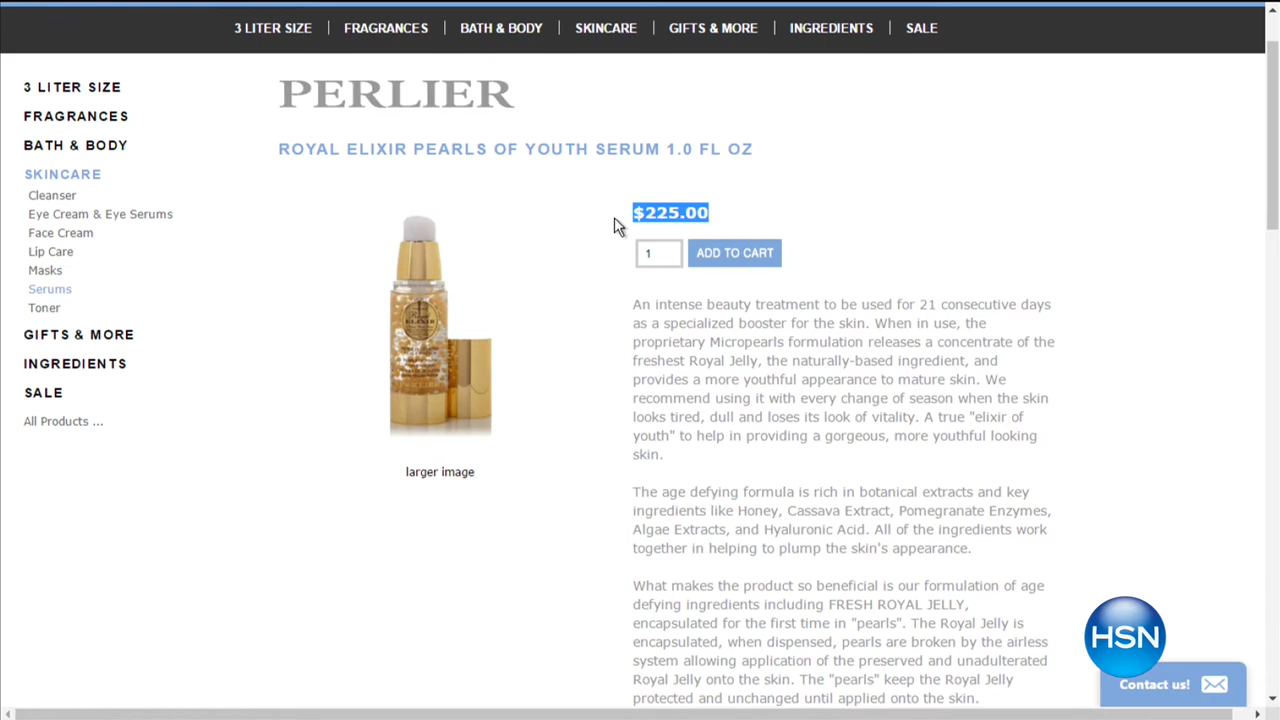 3 LITER SIZE
FRAGRANCES
BATH & BODY
SKINCARE
GIFTS & MORE
INGREDIENTS
SALE
3 LITER SIZE
FRAGRANCES
BATH & BODY
SKINCARE
Cleanser
Eye Cream & Eye Serums
Face Cream
Lip Care
Masks
Serums
Toner
GIFTS & MORE
INGREDIENTS
SALE
All Products ...
PERLIER
ROYAL ELIXIR PEARLS OF YOUTH SERUM 1.0 FL OZ
ELIXIR
larger image
$225.00
1
ADD TO CART
An intense beauty treatment to be used for 21 consecutive days
as a specialized booster for the skin. When in use, the
proprietary Micropearls formulation releases a concentrate of the
freshest Royal Jelly, the naturally-based ingredient, and
provides a more youthful appearance to mature skin. We
recommend using it with every change of season when the skin
looks tired, dull and loses its look of vitality. A true "elixir of
youth" to help in providing a gorgeous, more youthful looking
skin.
The age defying formula is rich in botanical extracts and key
ingredients like Honey, Cassava Extract, Pomegranate Enzymes,
Algae Extracts, and Hyaluronic Acid. All of the ingredients work
together in helping to plump the skin's appearance.
What makes the product so beneficial is our formulation of age
defying ingredients including FRESH ROYAL JELLY,
encapsulated for the first time in "pearls". The Royal Jelly is
encapsulated, when dispensed, pearls are broken by the airless
system allowing application of the preserved and unadulterated
Royal Jelly onto the skin. The "pearls" keep the Royal Jelly
protected and unchanged until applied onto the skin.
HSN
Contact us!